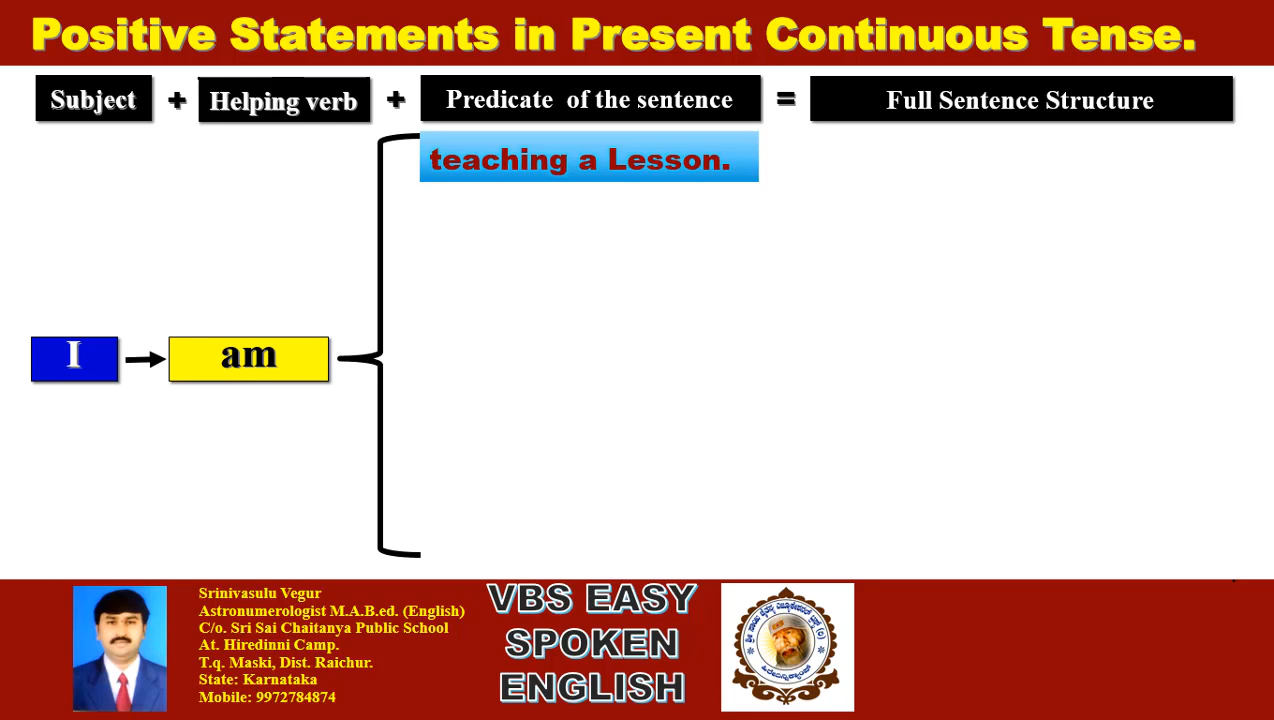 Positive Statements in Present Continuous Tense.
Subject + Helping verb + Predicate of the sentence = Full Sentence Structure
teaching a Lesson.
I am
Srinivasulu Vegur
Astronumerologist M.A.B.ed. (English)
C/o. Sri Sai Chaitanya Public School
At. Hiredinni Camp.
T.q. Maski, Dist. Raichur.
State: Karnataka
Mobile: 9972784874
VBS EASY
SPOKEN
ENGLISH